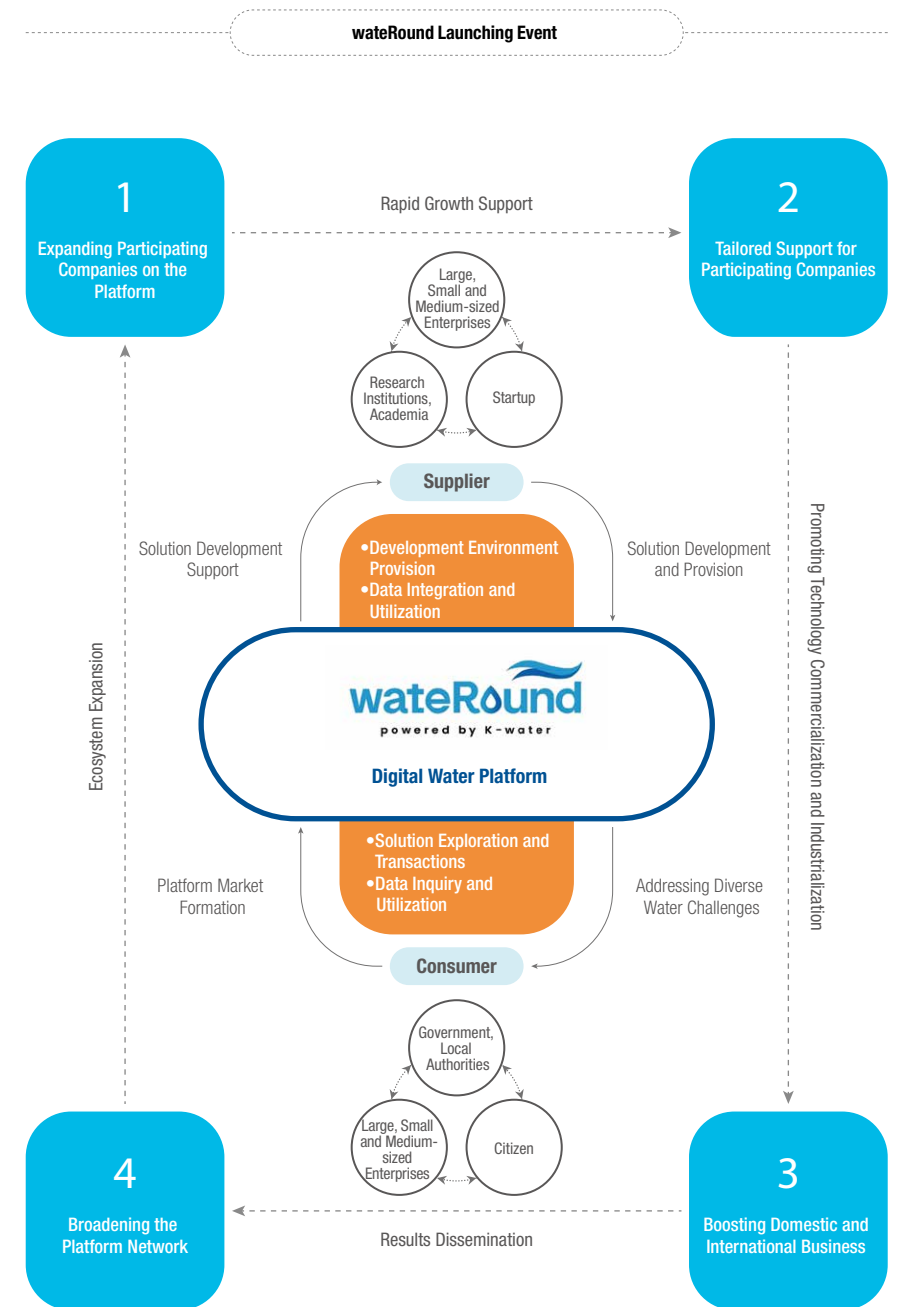 wateRound Launching Event
1
Expanding Participating
Companies on the
Platform
Rapid Growth Support
2
Tailored Support for
Participating Companies
Large,
Small and
Medium-sized
Enterprises
Research
Institutions,
Academia
Startup
Supplier
Solution Development
Support
•Development Environment
Provision
•Data Integration and
Utilization
Solution Development
and Provision
Promoting Technology Commercialization and Industrialization
Ecosystem Expansion
wateRound
powered by K-water
Digital Water Platform
•Solution Exploration and
Transactions
•Data Inquiry and
Utilization
Platform Market
Formation
Addressing Diverse
Water Challenges
Consumer
Government,
Local
Authorities
Large, Small
and Medium-
sized
Enterprises
Citizen
4
Broadening the
Platform Network
Results Dissemination
3
Boosting Domestic and
International Business